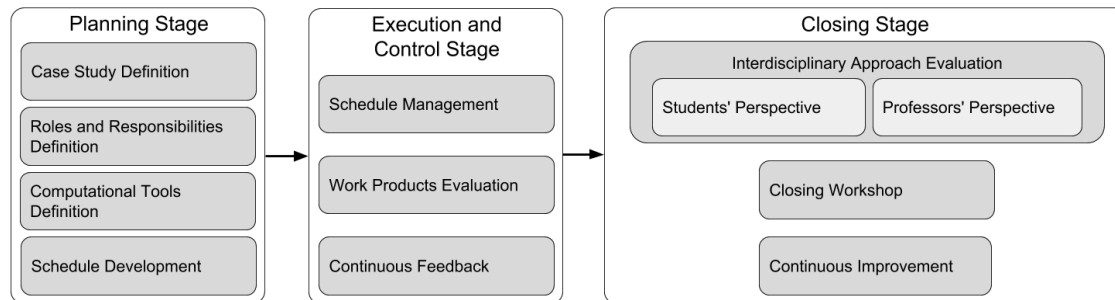 Planning Stage
Case Study Definition
Roles and Responsibilities
Definition
Computational Tools
Definition
Schedule Development
Execution and
Control Stage
Schedule Management
Work Products Evaluation
Continuous Feedback
Closing Stage
Interdisciplinary Approach Evaluation
Students' Perspective
Professors' Perspective
Closing Workshop
Continuous Improvement